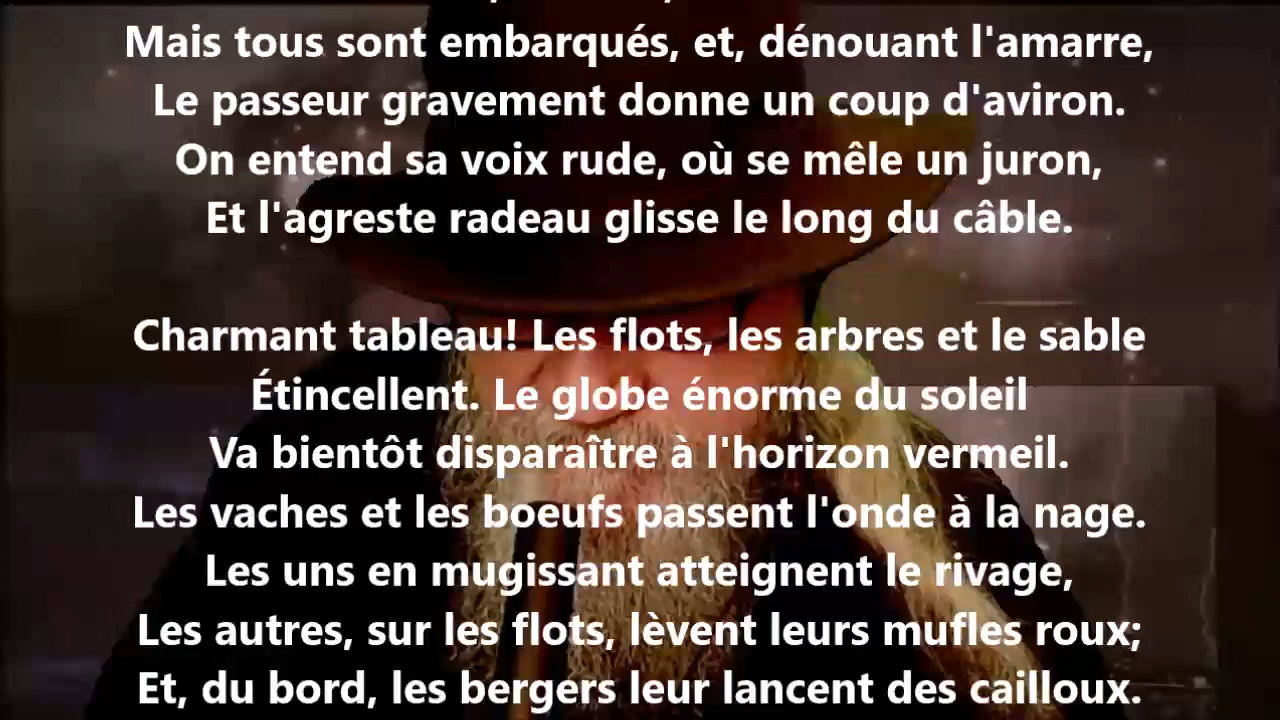 Mais tous sont embarqués, et, dénouant l'amarre,
Le passeur gravement donne un coup d'aviron.
On entend sa voix rude, où se mêle un juron,
Et l'agreste radeau glisse le long du câble.
Charmant tableau! Les flots, les arbres et le sable
Étincellent. Le globe énorme du soleil
Va bientôt disparaître à l'horizon vermeil.
Les vaches et les boeufs passent l'onde à la nage.
Les uns en mugissant atteignent le rivage,
Les autres, sur les flots, lèvent leurs mufles roux;
Et, du bord, les bergers leur lancent des cailloux.